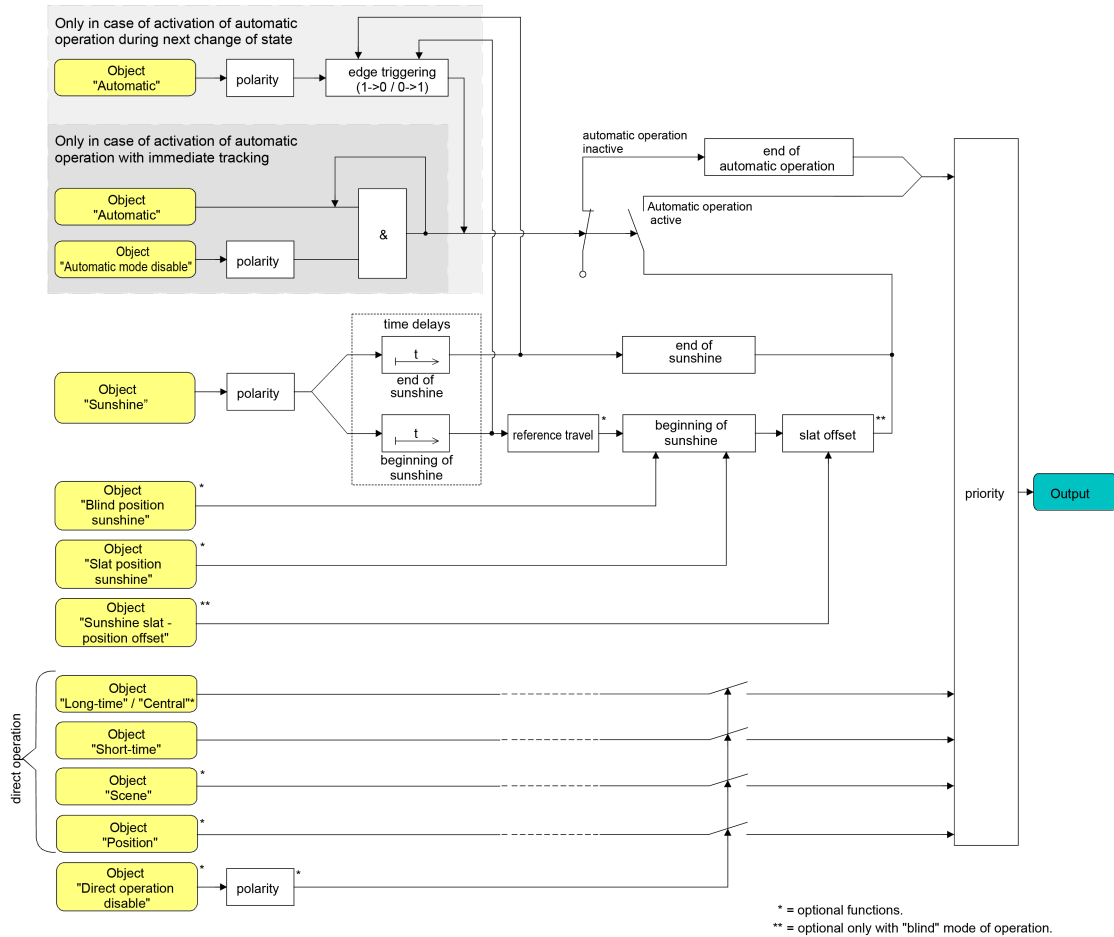 Only in case of activation of automatic
operation during next change of state
Object
"Automatic"
polarity
edge triggering
(1->0 / 0->1)
Only in case of activation of automatic
operation with immediate tracking
Object
"Automatic"
Object
"Automatic mode disable"
polarity
&
automatic operation
inactive
end of
automatic operation
Automatic operation
active
time delays
t
end of
sunshine
end of
sunshine
Object
"Sunshine"
polarity
t
beginning of
sunshine
reference travel
*
beginning of
sunshine
slat offset
**
priority
Output
Object
"Blind position
sunshine"
*
Object
"Slat position
sunshine"
*
Object
"Sunshine slat -
position offset"
**
direct operation
Object
"Long-time" / "Central"*
Object
"Short-time"
Object
"Scene"
*
Object
"Position"
*
Object
"Direct operation
disable"
*
polarity
*
* = optional functions.
** = optional only with "blind" mode of operation.